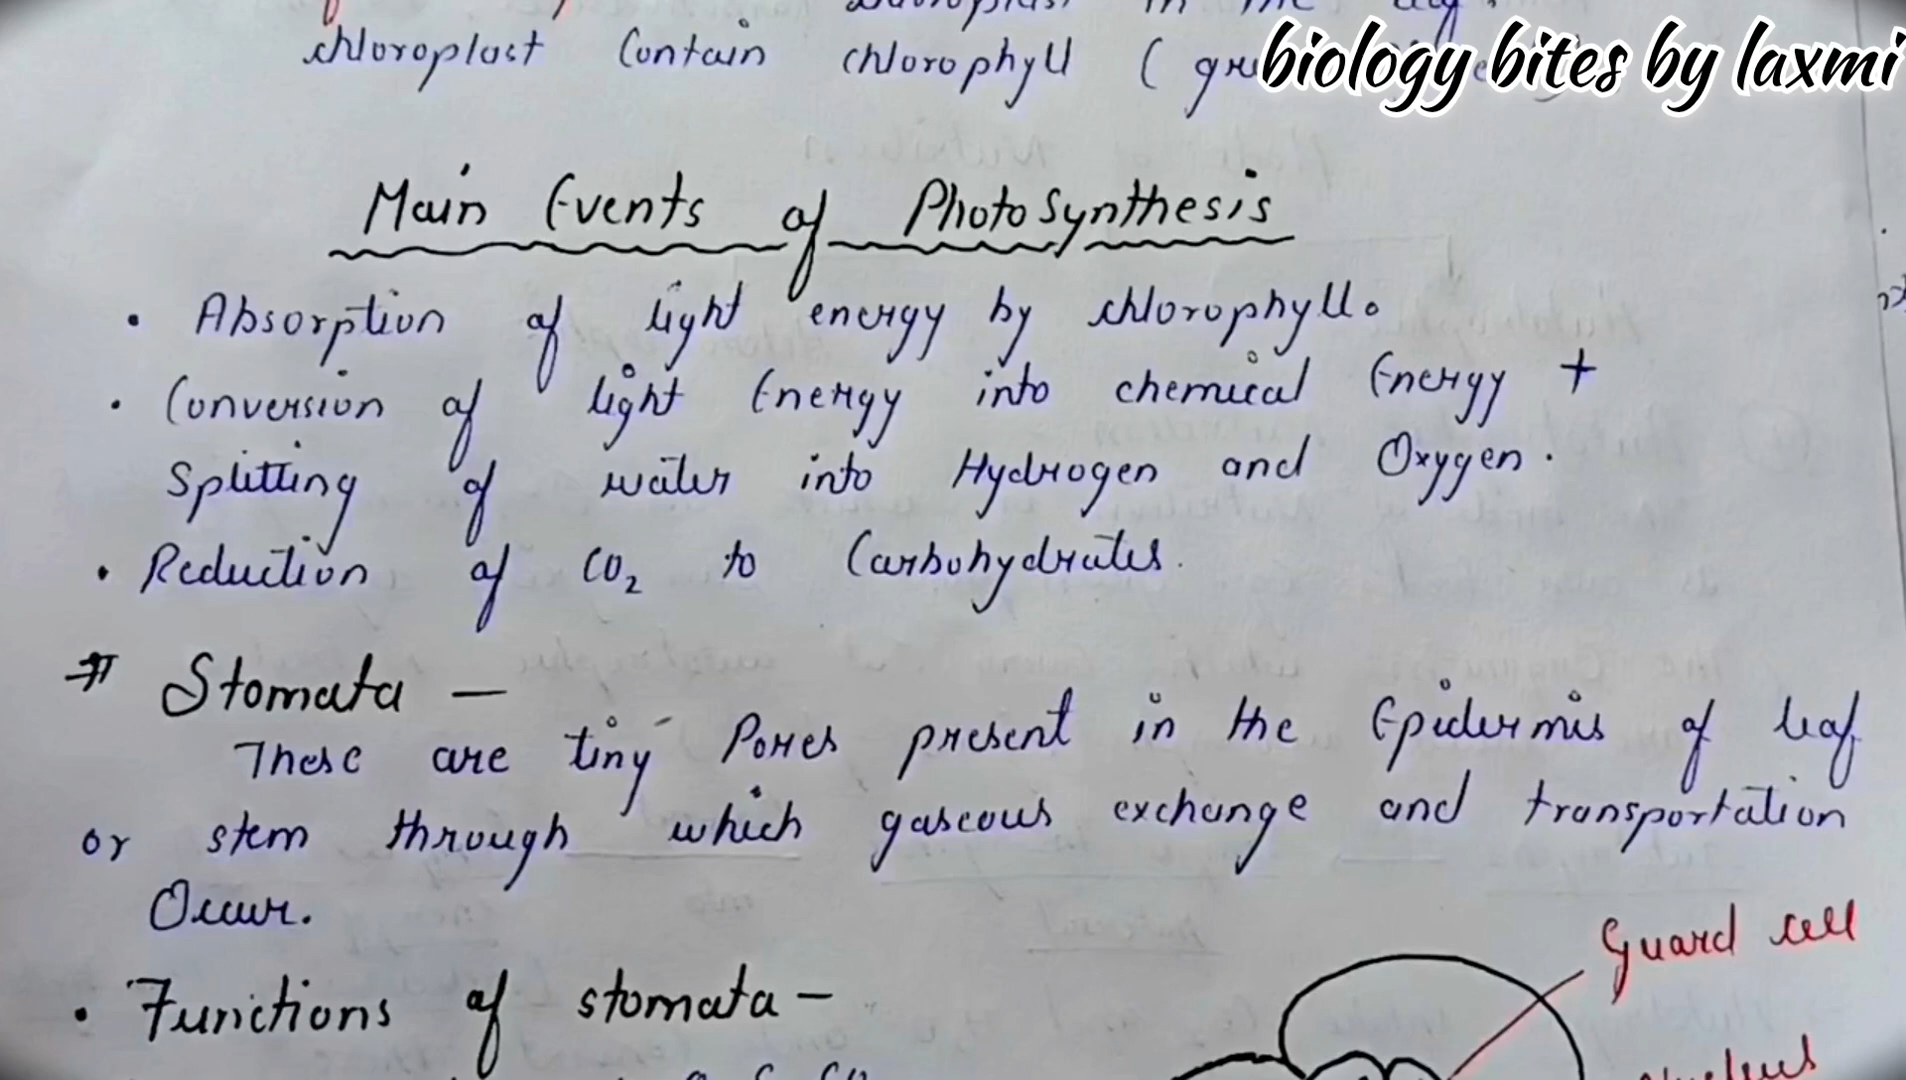 in the
chloroplast Contain chlorophyll (
biology bites by laxmi
Main Events of Photosynthesis
• Absorption of light energy by chlorophyll.
• Conversion of light Energy into chemical Energy +
Splitting of water into Hydrogen and Oxygen.
• Reduction of CO₂ to Carbohydrates.
# Stomata —
These are tiny Pores present in the Epidermis of leaf
or stem through which gaseous exchange and transportation
Occur.
Guard cell
• Functions of stomata —
Nucleus